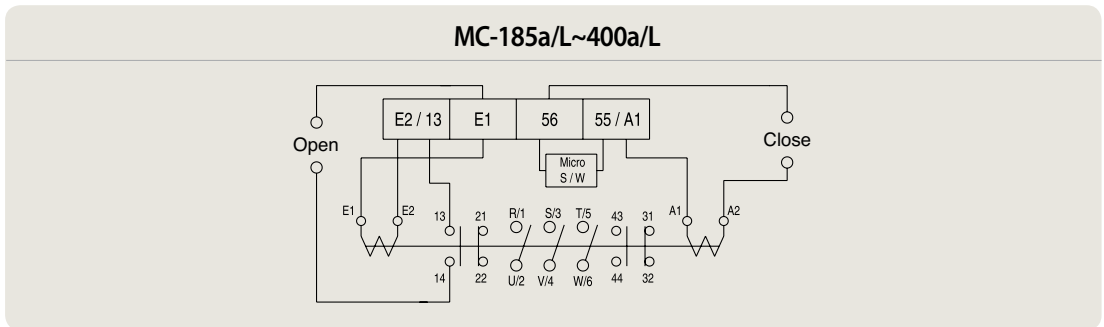 MC-185a/L~400a/L
E2 / 13 E1 56 55 / A1
Open
Close
Micro
S / W
E1 E2 13 21 R/1 S/3 T/5 43 31 A1 A2
14 22 U/2 V/4 W/6 44 32